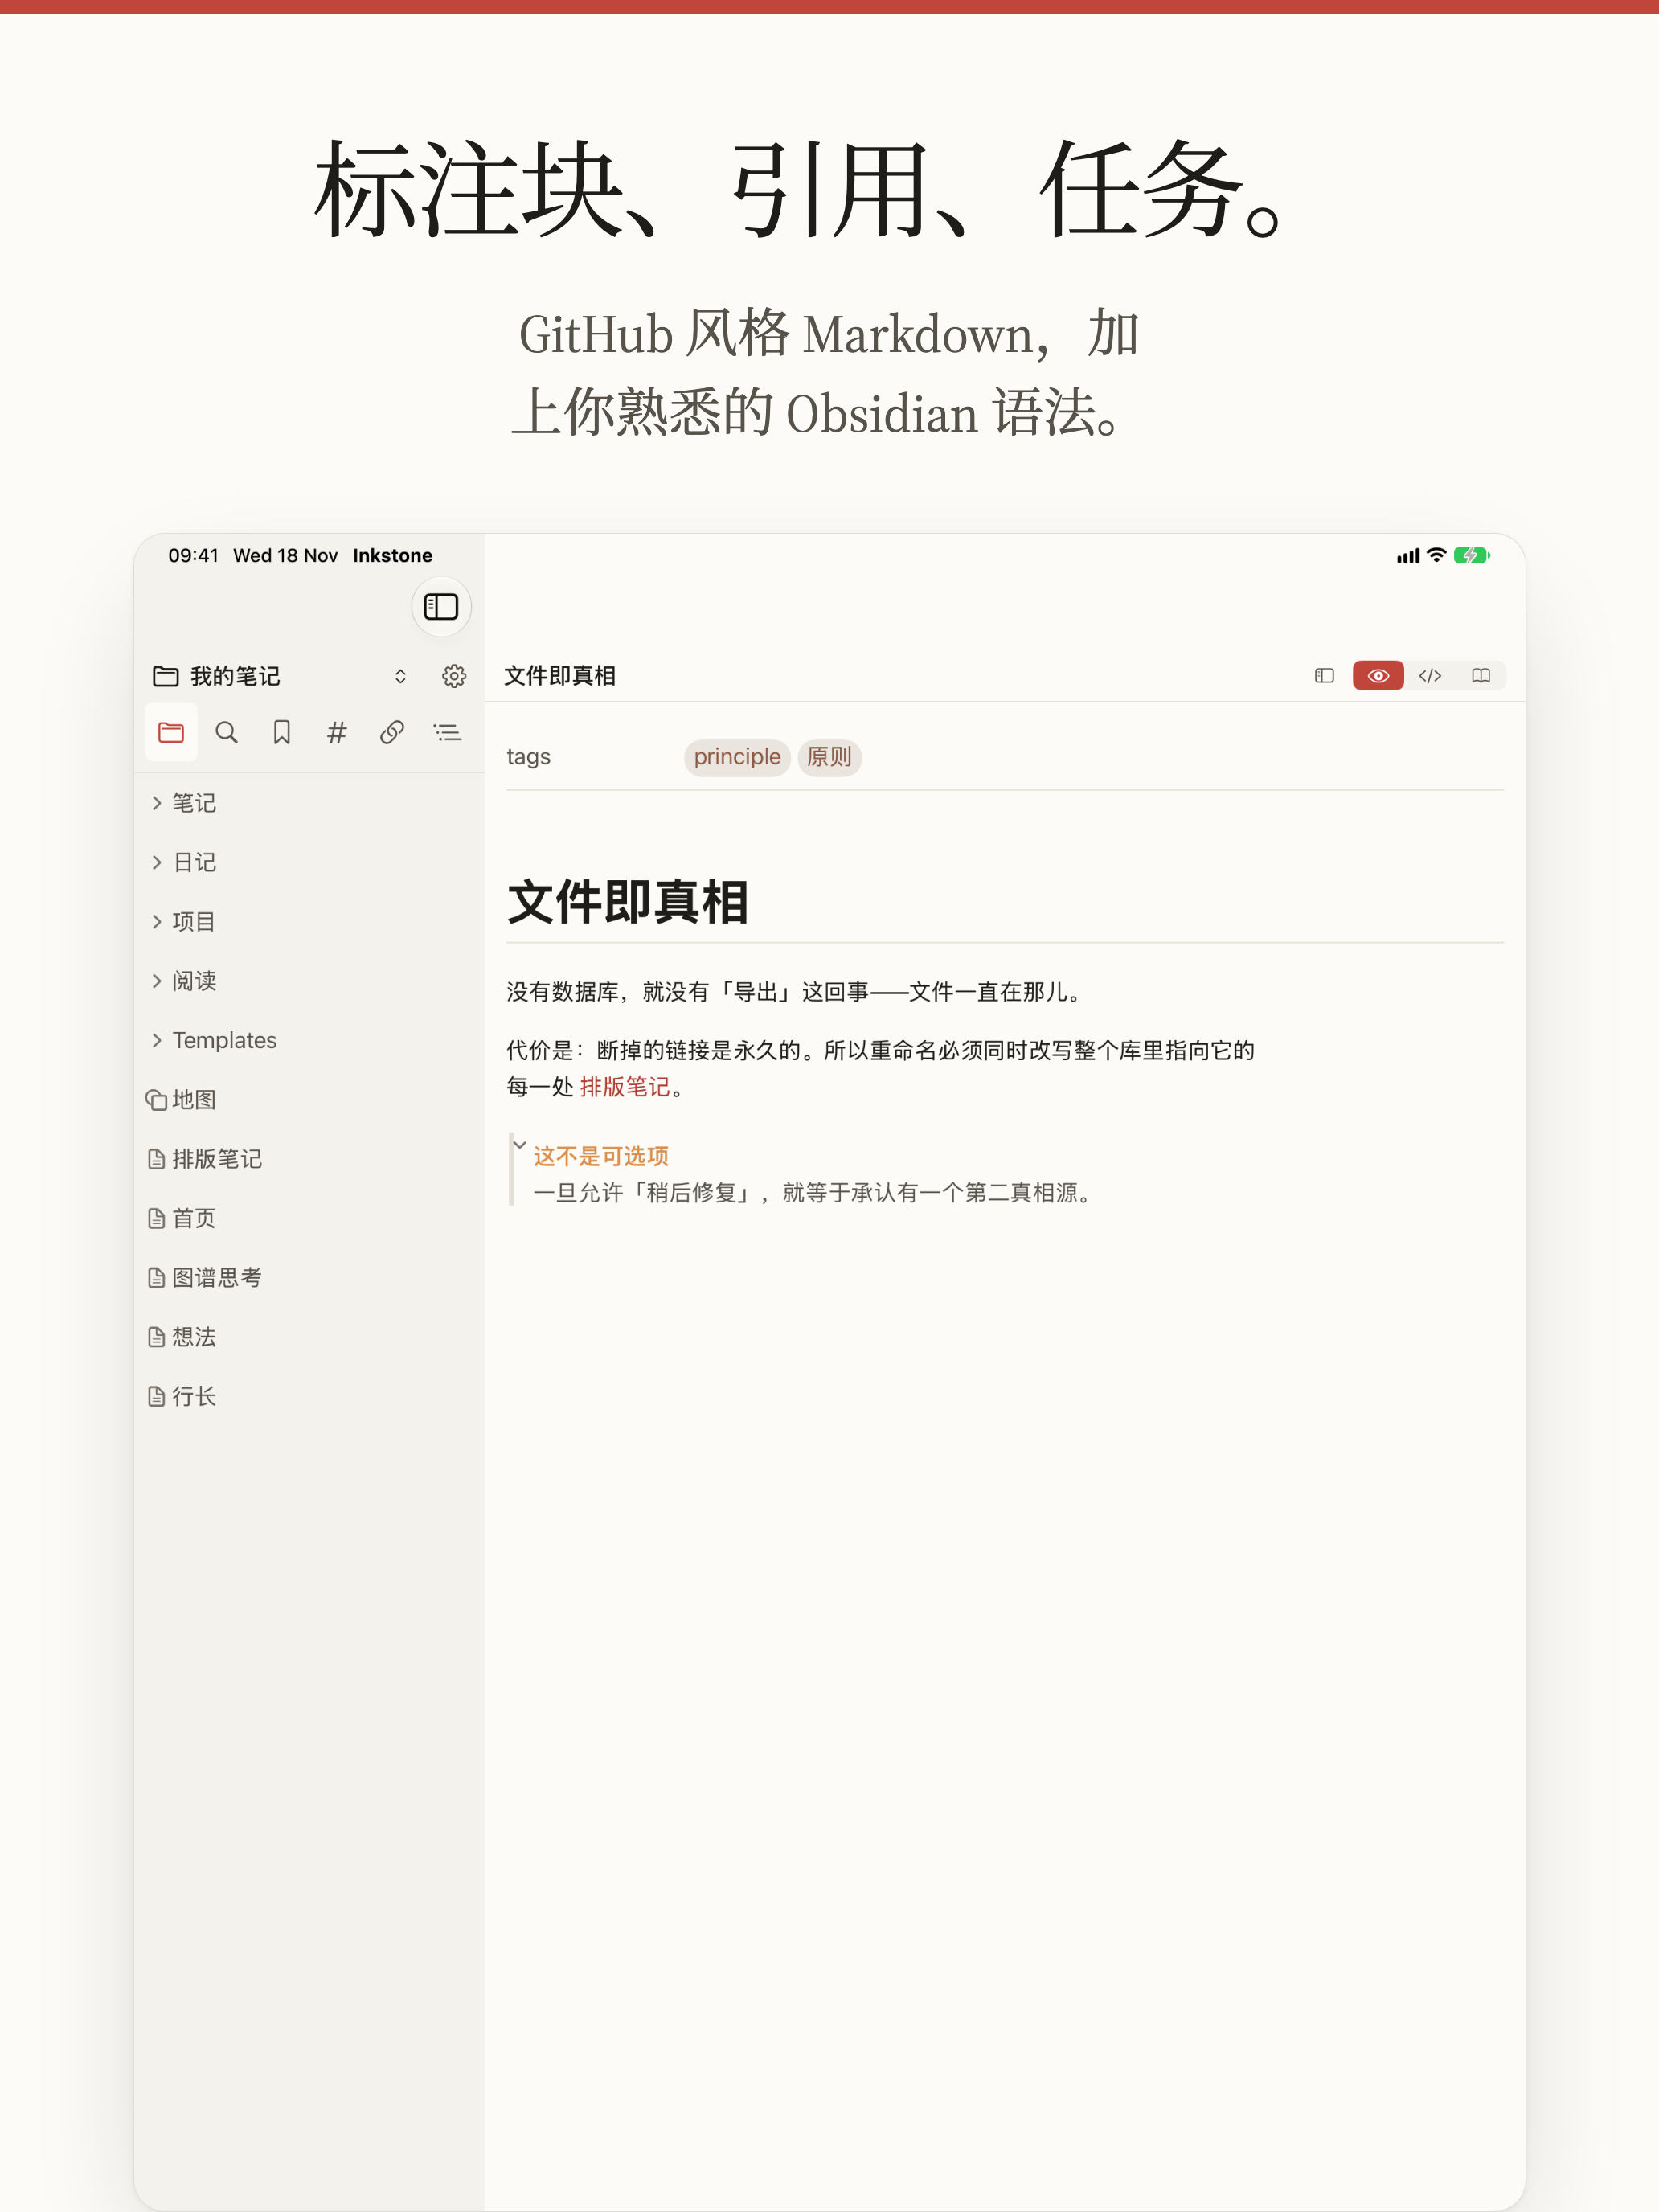 标注块、引用、任务。
GitHub 风格 Markdown，加
上你熟悉的 Obsidian 语法。
09:41 Wed 18 Nov Inkstone
我的笔记
笔记
日记
项目
阅读
Templates
地图
排版笔记
首页
图谱思考
想法
行长
文件即真相
tags principle 原则
文件即真相
没有数据库，就没有「导出」这回事——文件一直在那儿。
代价是：断掉的链接是永久的。所以重命名必须同时改写整个库里指向它的
每一处 排版笔记。
这不是可选项
一旦允许「稍后修复」，就等于承认有一个第二真相源。